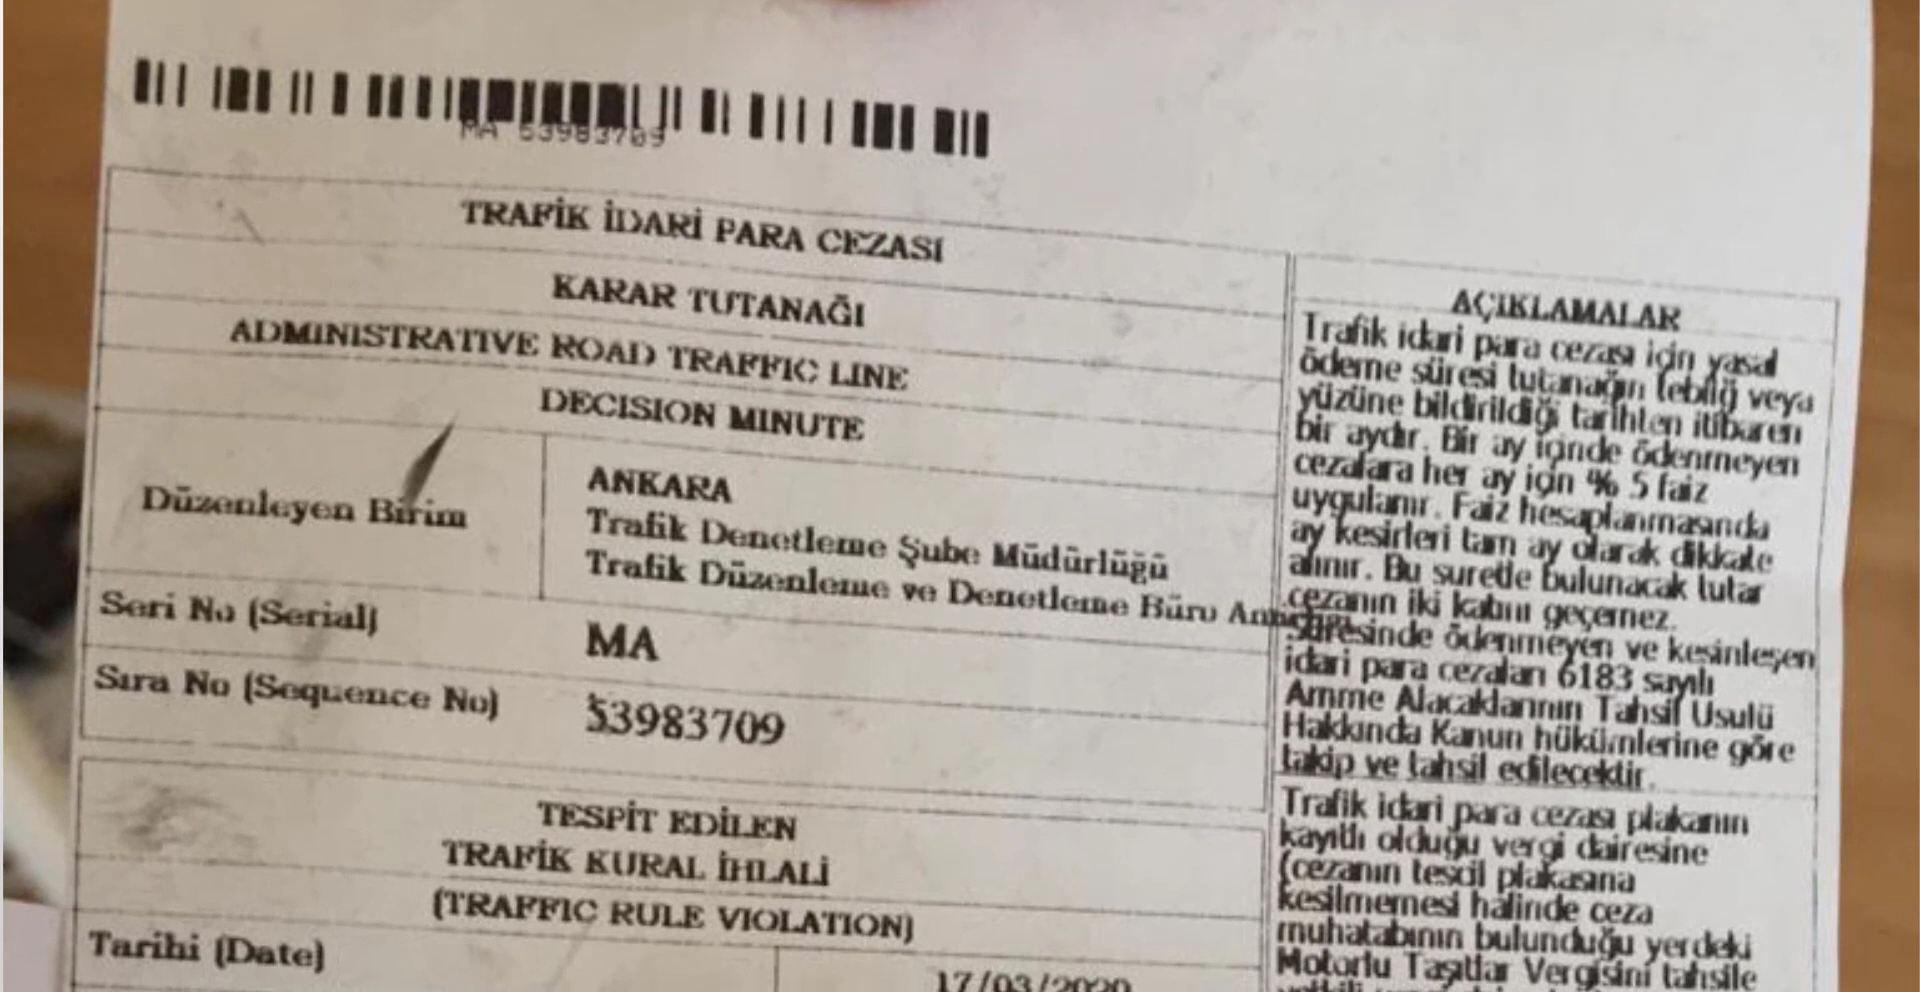 MA 53983709
TRAFİK İDARİ PARA CEZASI
KARAR TUTANAĞI
ADMINISTRATIVE ROAD TRAFFIC LINE
DECISION MINUTE
Düzenleyen Birim
ANKARA
Trafik Denetleme Şube Müdürlüğü
Trafik Düzenleme ve Denetleme Büro
Seri No (Serial)
MA
Sıra No (Sequence No)
53983709
TESPİT EDİLEN
TRAFİK KURAL İHLALİ
(TRAFFIC RULE VIOLATION)
Tarihi (Date)
17/03/2020
AÇIKLAMALAR
Trafik idari para cezası için yasal
ödeme süresi tutanağın tebliğ veya
yüzüne bildirildiği tarihten itibaren
bir aydır. Bir ay içinde ödenmeyen
cezalara her ay için % 5 faiz
uygulanır. Faiz hesaplanmasında
ay kesirleri tam ay olarak dikkate
alınır. Bu suretle bulunacak tutar
cezanın iki katını geçemez.
Süresinde ödenmeyen ve kesinleşen
idari para cezaları 6183 sayılı
Amme Alacaklarının Tahsil Usulü
Hakkında Kanun hükümlerine göre
takip ve tahsil edilecektir.
Trafik idari para cezası plakanın
kayıtlı olduğu vergi dairesine
(cezanın tescil plakasına
kesilmemesi halinde ceza
muhatabının bulunduğu yerdeki
Motorlu Taşıtlar Vergisini tahsile